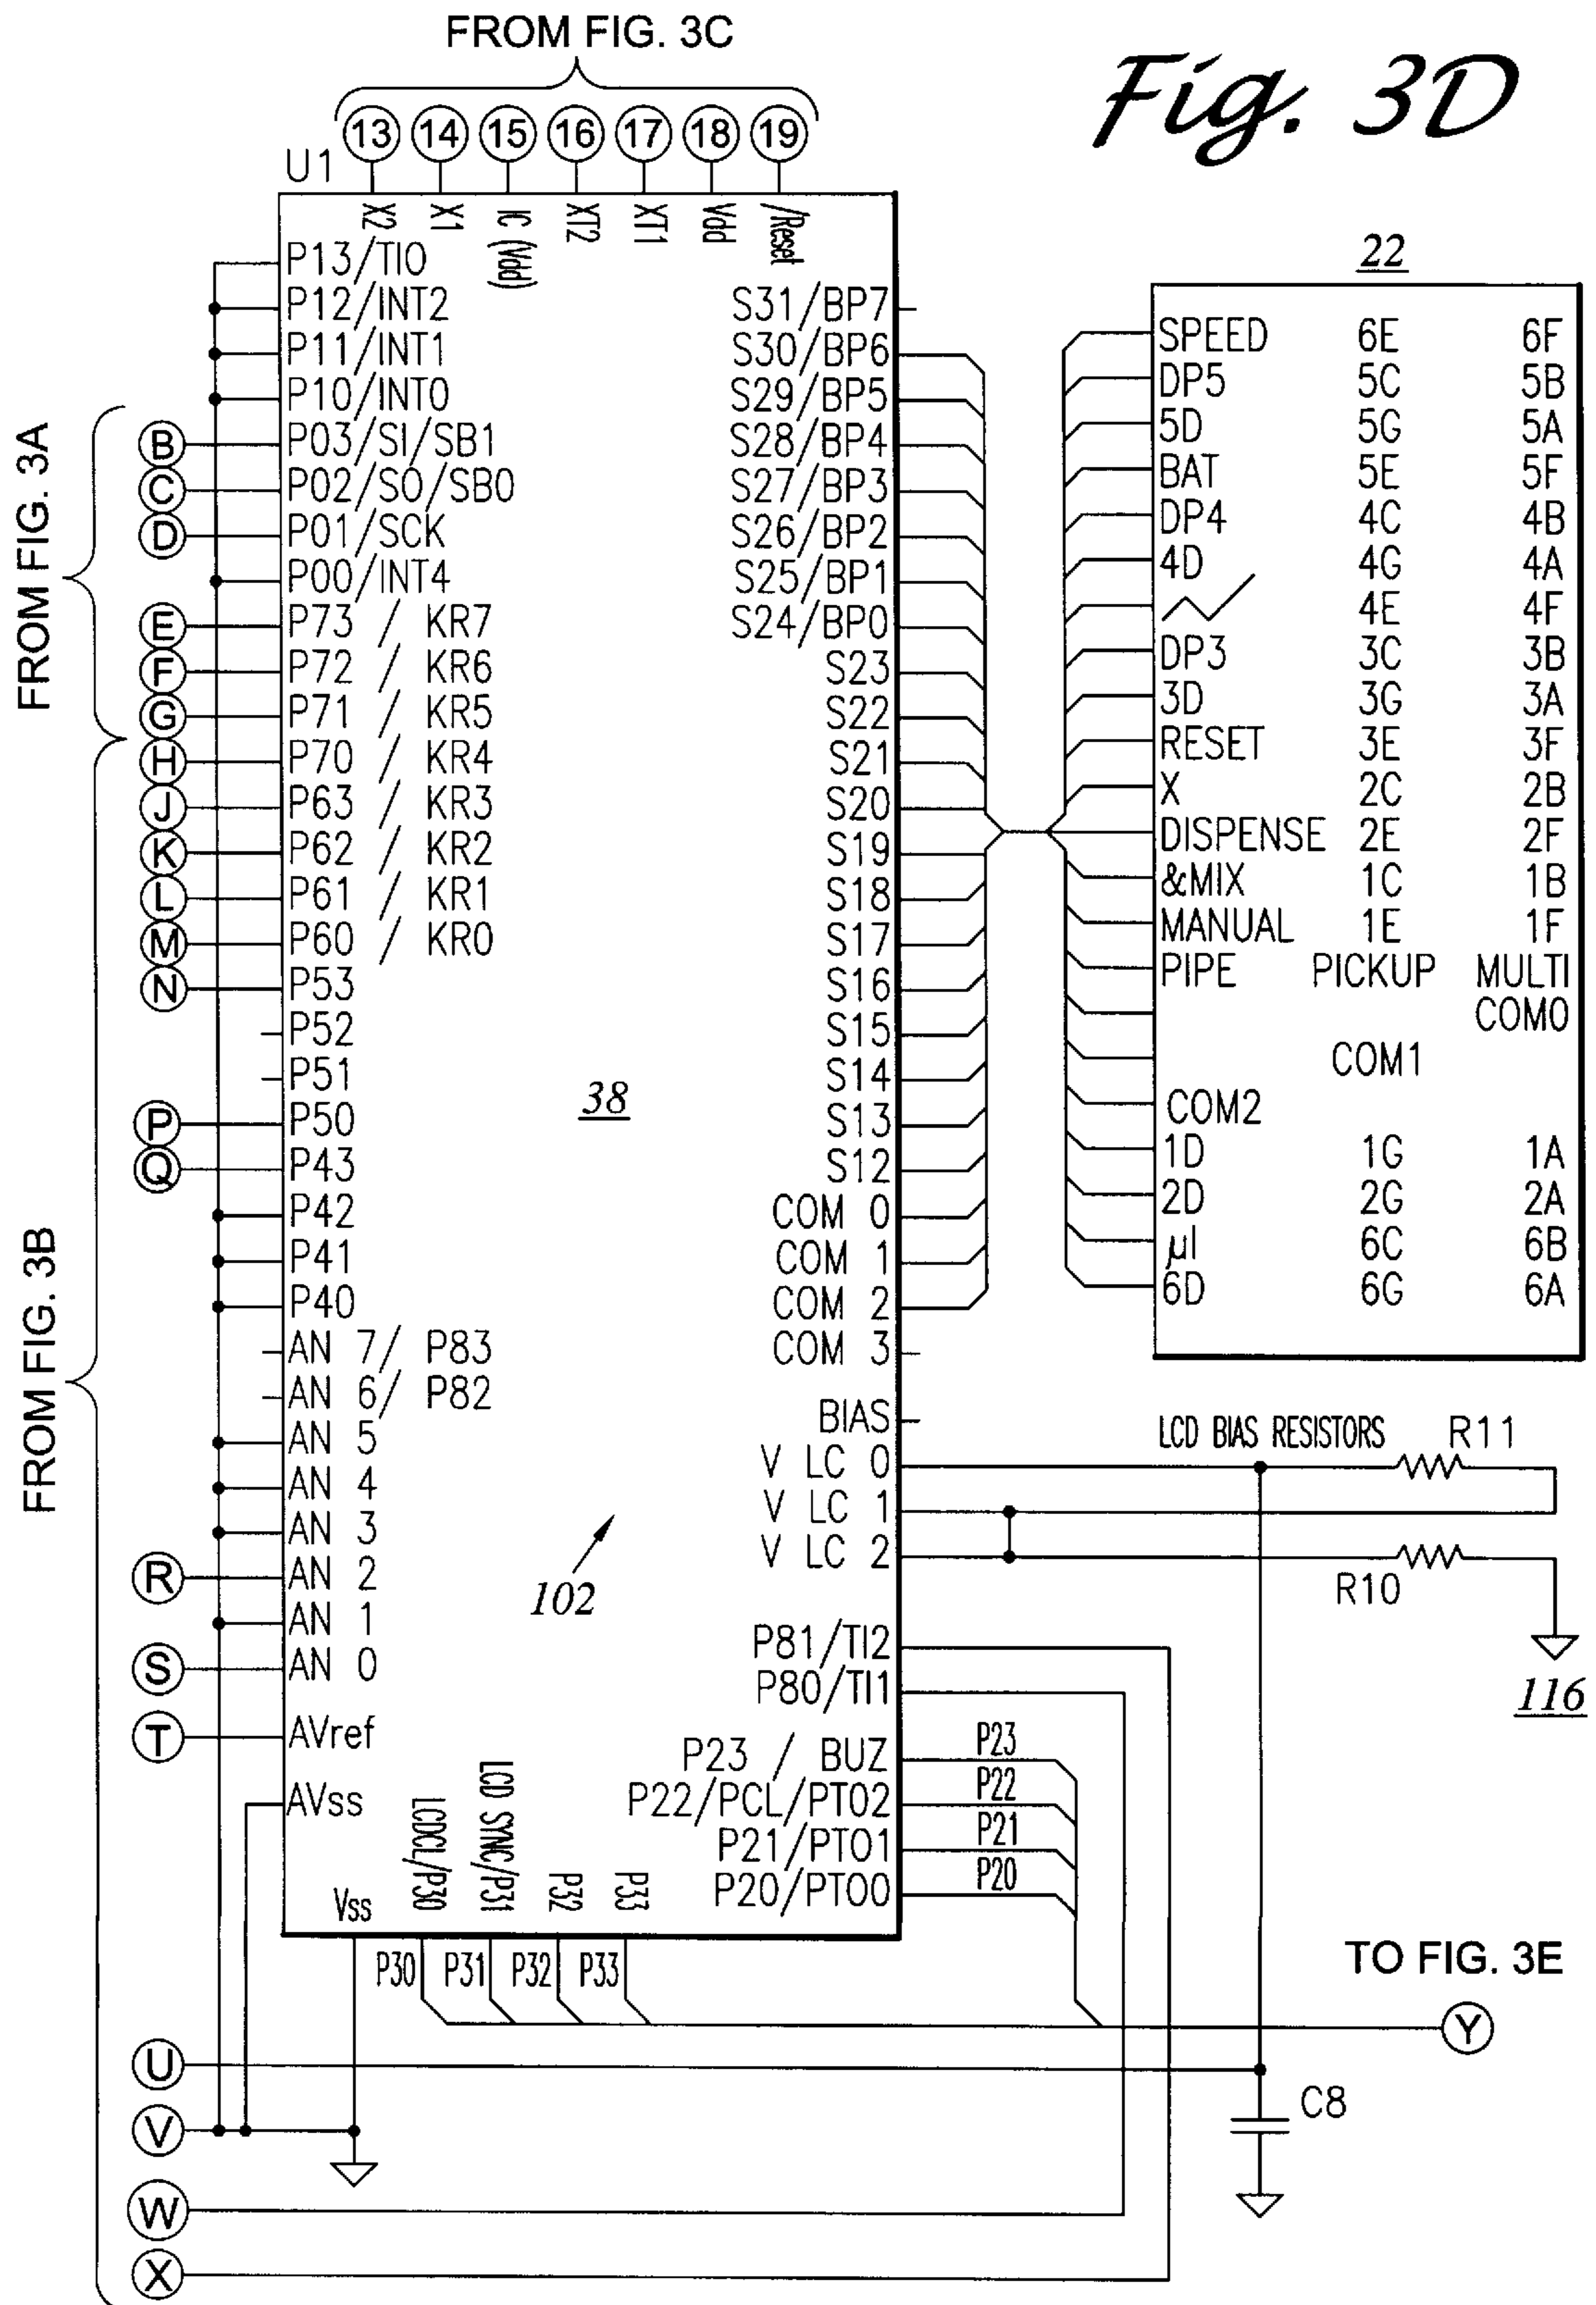 FROM FIG. 3C
Fig. 3D
13 14 15 16 17 18 19
U1
X2 X1 IC (Vdd) XT2 XT1 Vdd /Reset
FROM FIG. 3A
FROM FIG. 3B
P13/TI0
P12/INT2
P11/INT1
P10/INT0
B P03/SI/SB1
C P02/SO/SB0
D P01/SCK
P00/INT4
E P73 / KR7
F P72 / KR6
G P71 / KR5
H P70 / KR4
J P63 / KR3
K P62 / KR2
L P61 / KR1
M P60 / KR0
N P53
P52
P51
P P50
Q P43
P42
P41
P40
AN 7/ P83
AN 6/ P82
AN 5
AN 4
AN 3
R AN 2
AN 1
S AN 0
T AVref
AVss
Vss LCDCL/P30 LCD SYNC/P31 P32 P33
38
102
S31/BP7
S30/BP6
S29/BP5
S28/BP4
S27/BP3
S26/BP2
S25/BP1
S24/BP0
S23
S22
S21
S20
S19
S18
S17
S16
S15
S14
S13
S12
COM 0
COM 1
COM 2
COM 3
BIAS
V LC 0
V LC 1
V LC 2
P81/TI2
P80/TI1
P23 / BUZ P23
P22/PCL/PTO2 P22
P21/PTO1 P21
P20/PTO0 P20
22
SPEED 6E 6F
DP5 5C 5B
5D 5G 5A
BAT 5E 5F
DP4 4C 4B
4D 4G 4A
4E 4F
DP3 3C 3B
3D 3G 3A
RESET 3E 3F
X 2C 2B
DISPENSE 2E 2F
&MIX 1C 1B
MANUAL 1E 1F
PIPE PICKUP MULTI
COM0
COM1
COM2
1D 1G 1A
2D 2G 2A
µl 6C 6B
6D 6G 6A
LCD BIAS RESISTORS R11
R10
116
P30 P31 P32 P33
TO FIG. 3E
Y
U
V
C8
W
X